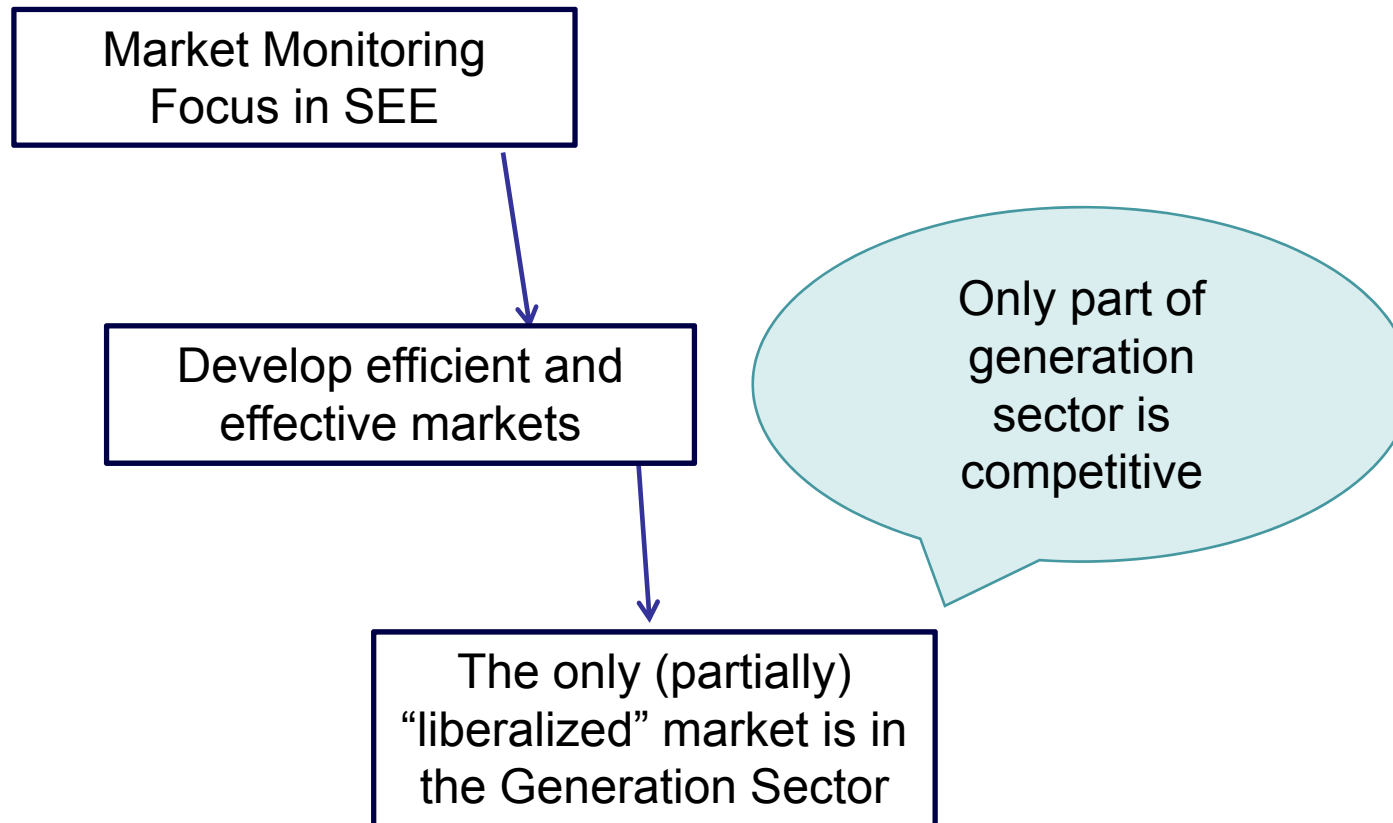 Market Monitoring
Focus in SEE
Develop efficient and
effective markets
Only part of
generation
sector is
competitive
The only (partially)
“liberalized” market is in
the Generation Sector